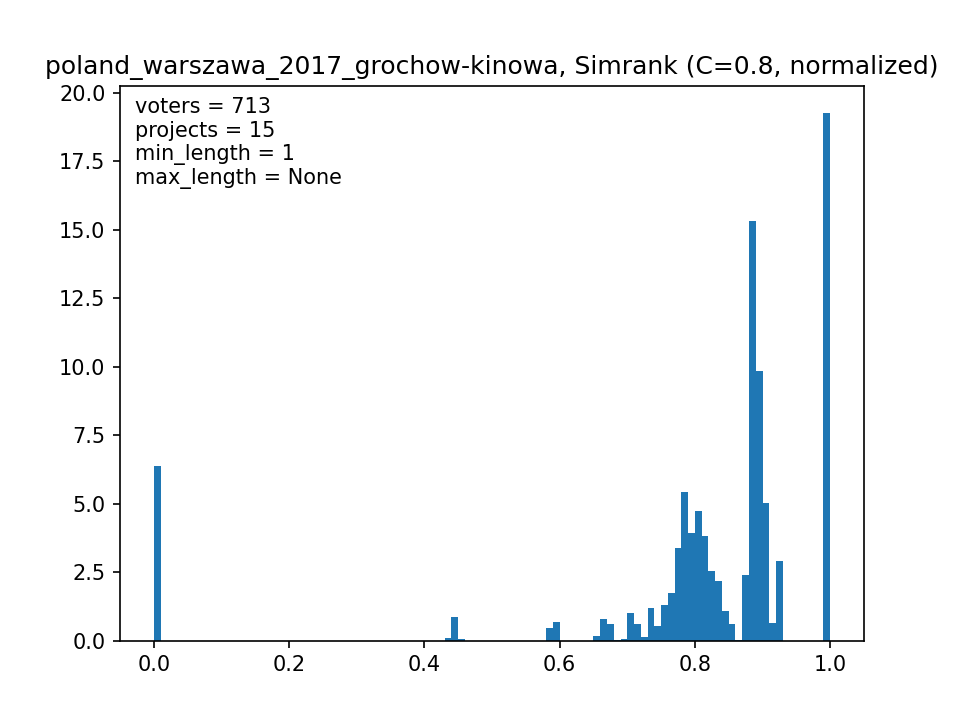 poland_warszawa_2017_grochow-kinowa, Simrank (C=0.8, normalized)
voters = 713
projects = 15
min_length = 1
max_length = None
20.0
17.5
15.0
12.5
10.0
7.5
5.0
2.5
0.0
0.0 0.2 0.4 0.6 0.8 1.0